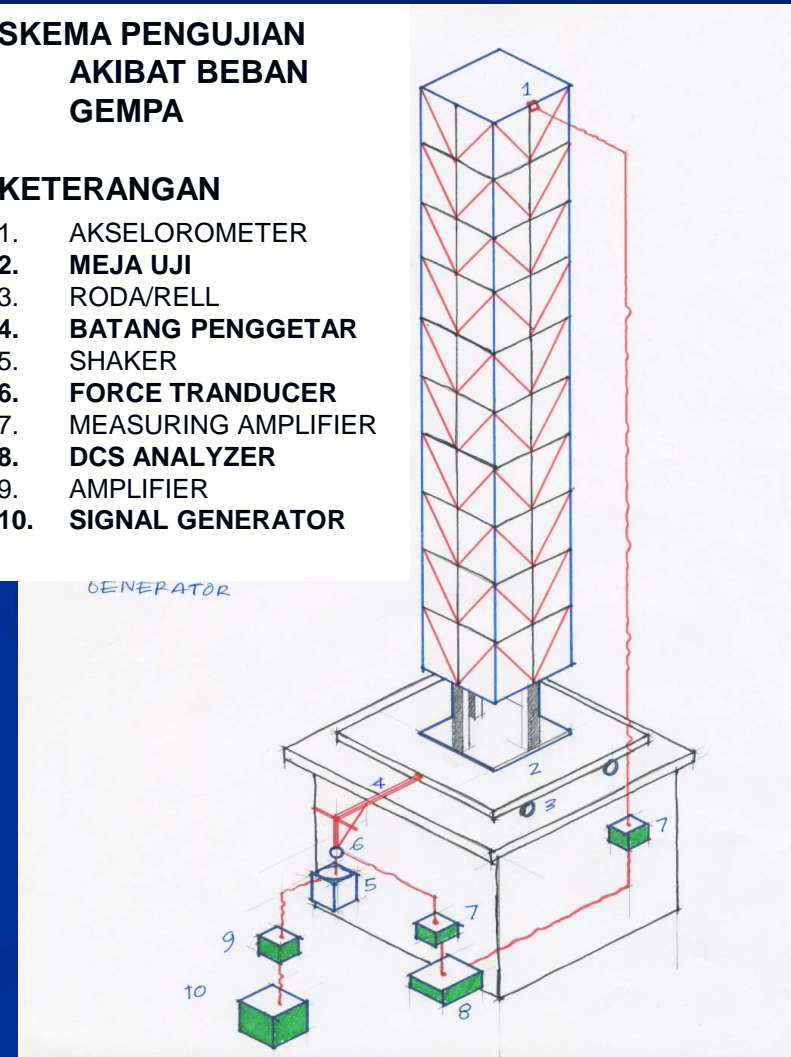 SKEMA PENGUJIAN
AKIBAT BEBAN
GEMPA
KETERANGAN
1. AKSELOROMETER
2. MEJA UJI
3. RODA/RELL
4. BATANG PENGGETAR
5. SHAKER
6. FORCE TRANDUCER
7. MEASURING AMPLIFIER
8. DCS ANALYZER
9. AMPLIFIER
10. SIGNAL GENERATOR
GENERATOR
1
2
3
4
6
5
7
7
9
10
8